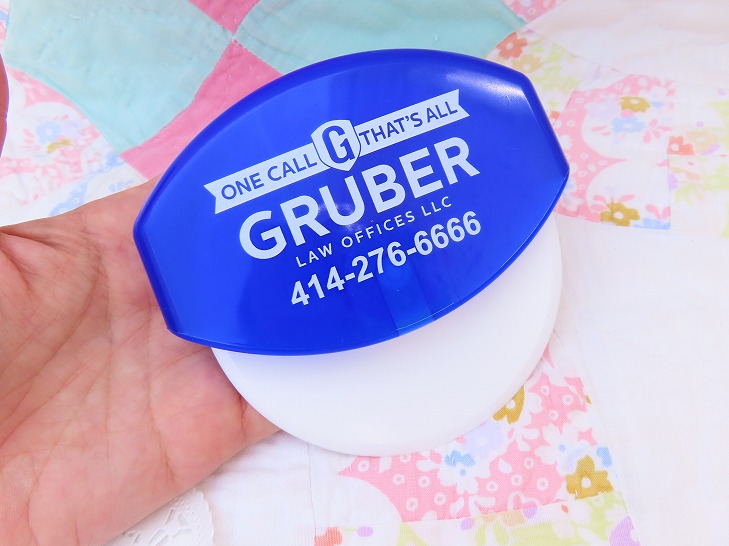 ONE CALL G THAT'S ALL
GRUBER
LAW OFFICES LLC
414-276-6666